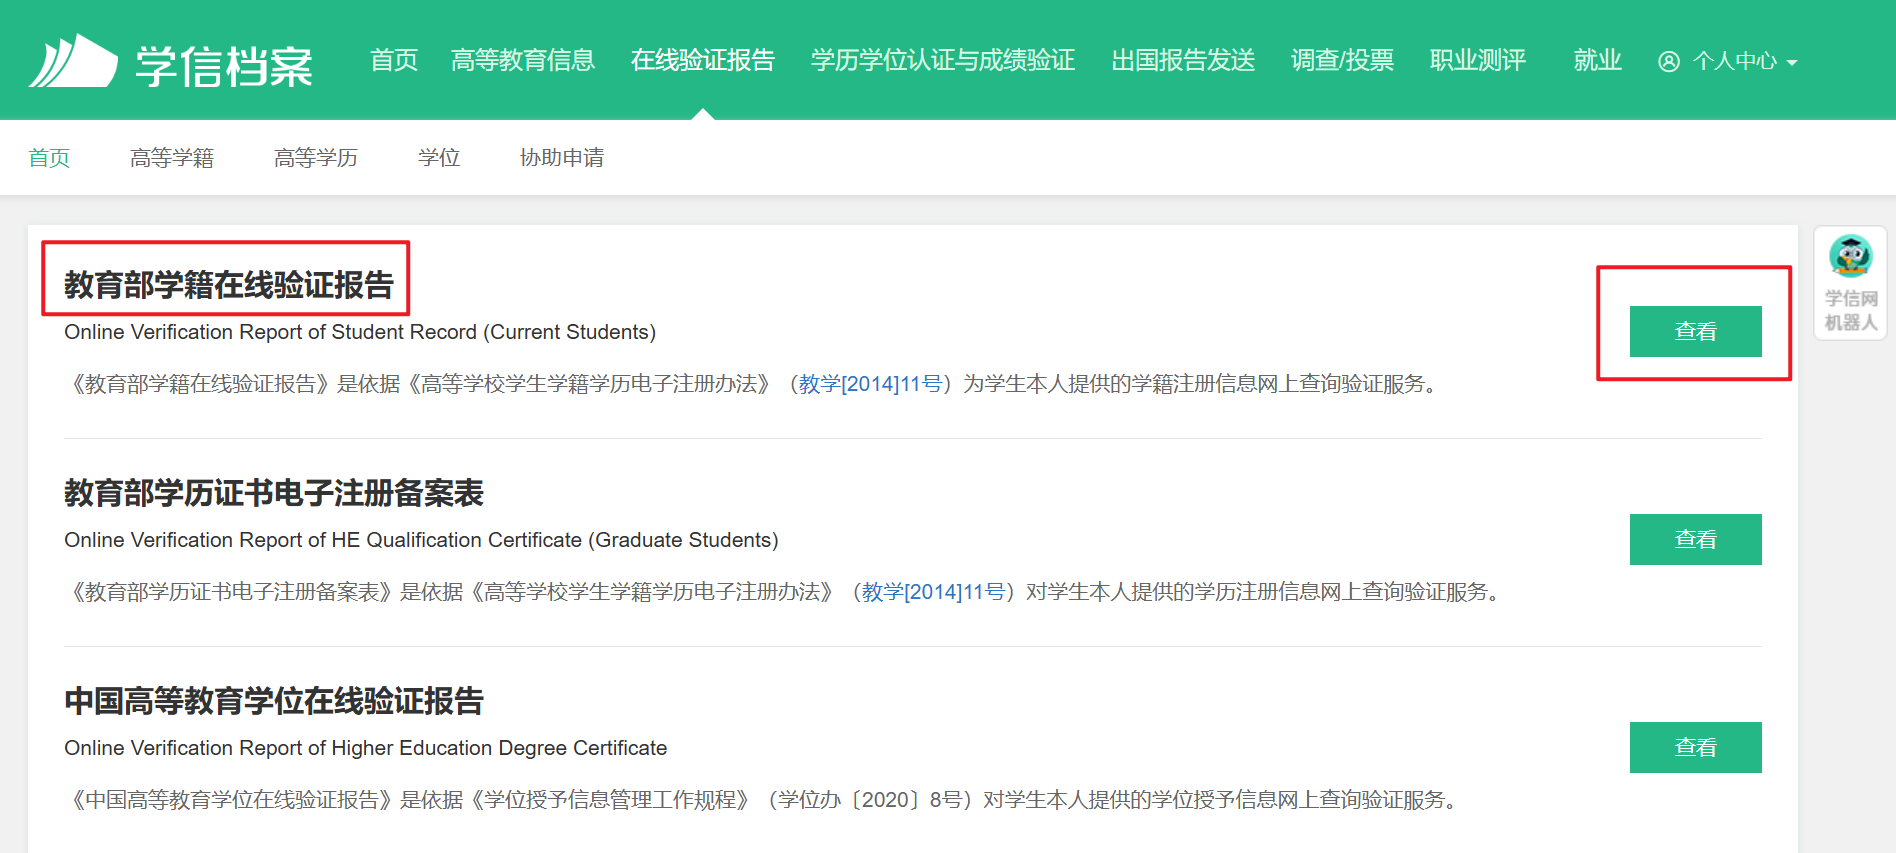 学信档案 首页 高等教育信息 在线验证报告 学历学位认证与成绩验证 出国报告发送 调查/投票 职业测评 就业 个人中心
首页 高等学籍 高等学历 学位 协助申请
教育部学籍在线验证报告
Online Verification Report of Student Record (Current Students)
查看
《教育部学籍在线验证报告》是依据《高等学校学生学籍学历电子注册办法》（教学[2014]11号）为学生本人提供的学籍注册信息网上查询验证服务。
学信网
机器人
教育部学历证书电子注册备案表
Online Verification Report of HE Qualification Certificate (Graduate Students)
查看
《教育部学历证书电子注册备案表》是依据《高等学校学生学籍学历电子注册办法》（教学[2014]11号）对学生本人提供的学历注册信息网上查询验证服务。
中国高等教育学位在线验证报告
Online Verification Report of Higher Education Degree Certificate
查看
《中国高等教育学位在线验证报告》是依据《学位授予信息管理工作规程》（学位办〔2020〕8号）对学生本人提供的学位授予信息网上查询验证服务。